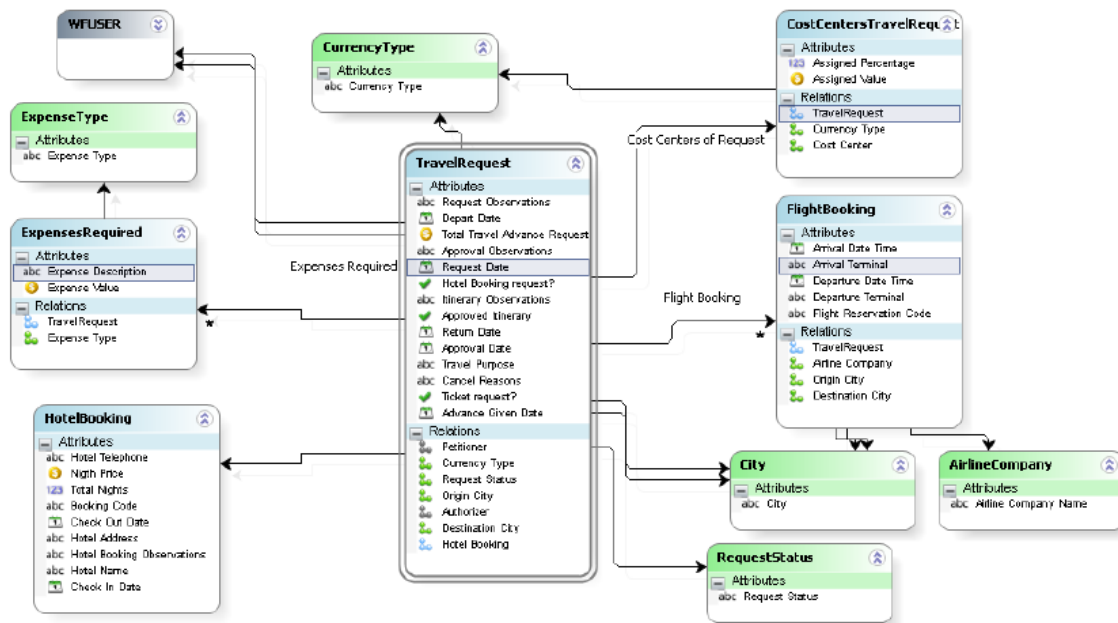 WFUSER
CurrencyType
Attributes
abc Currency Type
CostCentersTravelRequest
Attributes
123 Assigned Percentage
Assigned Value
Relations
TravelRequest
Currency Type
Cost Center
ExpenseType
Attributes
abc Expense Type
Cost Centers of Request
TravelRequest
Attributes
abc Request Observations
Depart Date
Total Travel Advance Request
abc Approval Observations
Request Date
Hotel Booking request?
abc Itinerary Observations
Approved Itinerary
Return Date
Approval Date
abc Travel Purpose
abc Cancel Reasons
Ticket request?
Advance Given Date
Relations
Petitioner
Currency Type
Request Status
Origin City
Authorizer
Destination City
Hotel Booking
ExpensesRequired
Attributes
abc Expense Description
Expense Value
Relations
TravelRequest
Expense Type
Expenses Required
*
FlightBooking
Attributes
Arrival Date Time
abc Arrival Terminal
Departure Date Time
abc Departure Terminal
abc Flight Reservation Code
Relations
TravelRequest
Airline Company
Origin City
Destination City
Flight Booking
*
HotelBooking
Attributes
abc Hotel Telephone
Nigth Price
123 Total Nights
abc Booking Code
Check Out Date
abc Hotel Address
abc Hotel Booking Observations
abc Hotel Name
Check In Date
City
Attributes
abc City
AirlineCompany
Attributes
abc Airline Company Name
RequestStatus
Attributes
abc Request Status